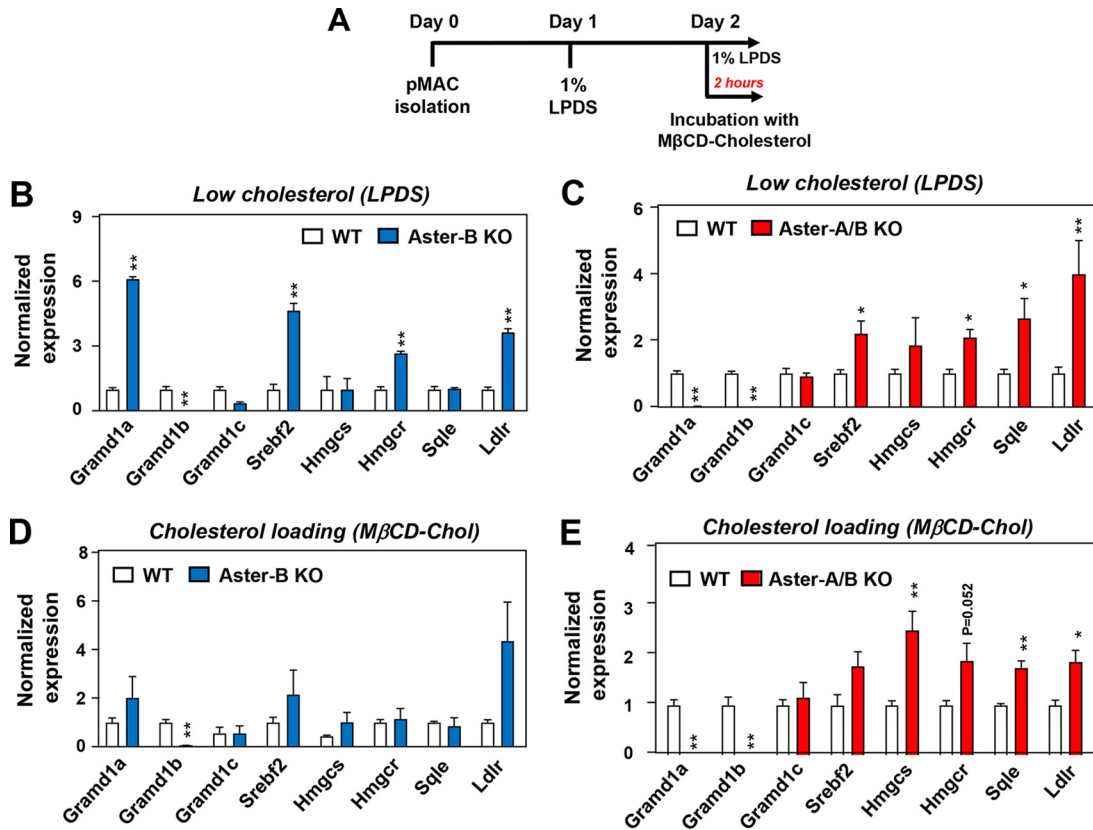 A
Day 0 Day 1 Day 2
pMAC
isolation
1%
LPDS
1% LPDS
2 hours
Incubation with
MβCD-Cholesterol
B
Low cholesterol (LPDS)
Normalized
expression
9
6
3
0
WT Aster-B KO
** ** ** ** **
Gramd1a Gramd1b Gramd1c Srebf2 Hmgcs Hmgcr Sqle Ldlr
C
Low cholesterol (LPDS)
Normalized
expression
6
4
2
0
WT Aster-A/B KO
** ** * * * **
Gramd1a Gramd1b Gramd1c Srebf2 Hmgcs Hmgcr Sqle Ldlr
D
Cholesterol loading (MβCD-Chol)
Normalized
expression
8
6
4
2
0
WT Aster-B KO
**
Gramd1a Gramd1b Gramd1c Srebf2 Hmgcs Hmgcr Sqle Ldlr
E
Cholesterol loading (MβCD-Chol)
Normalized
expression
4
3
2
1
0
WT Aster-A/B KO
** ** ** P=0.052 ** *
Gramd1a Gramd1b Gramd1c Srebf2 Hmgcs Hmgcr Sqle Ldlr